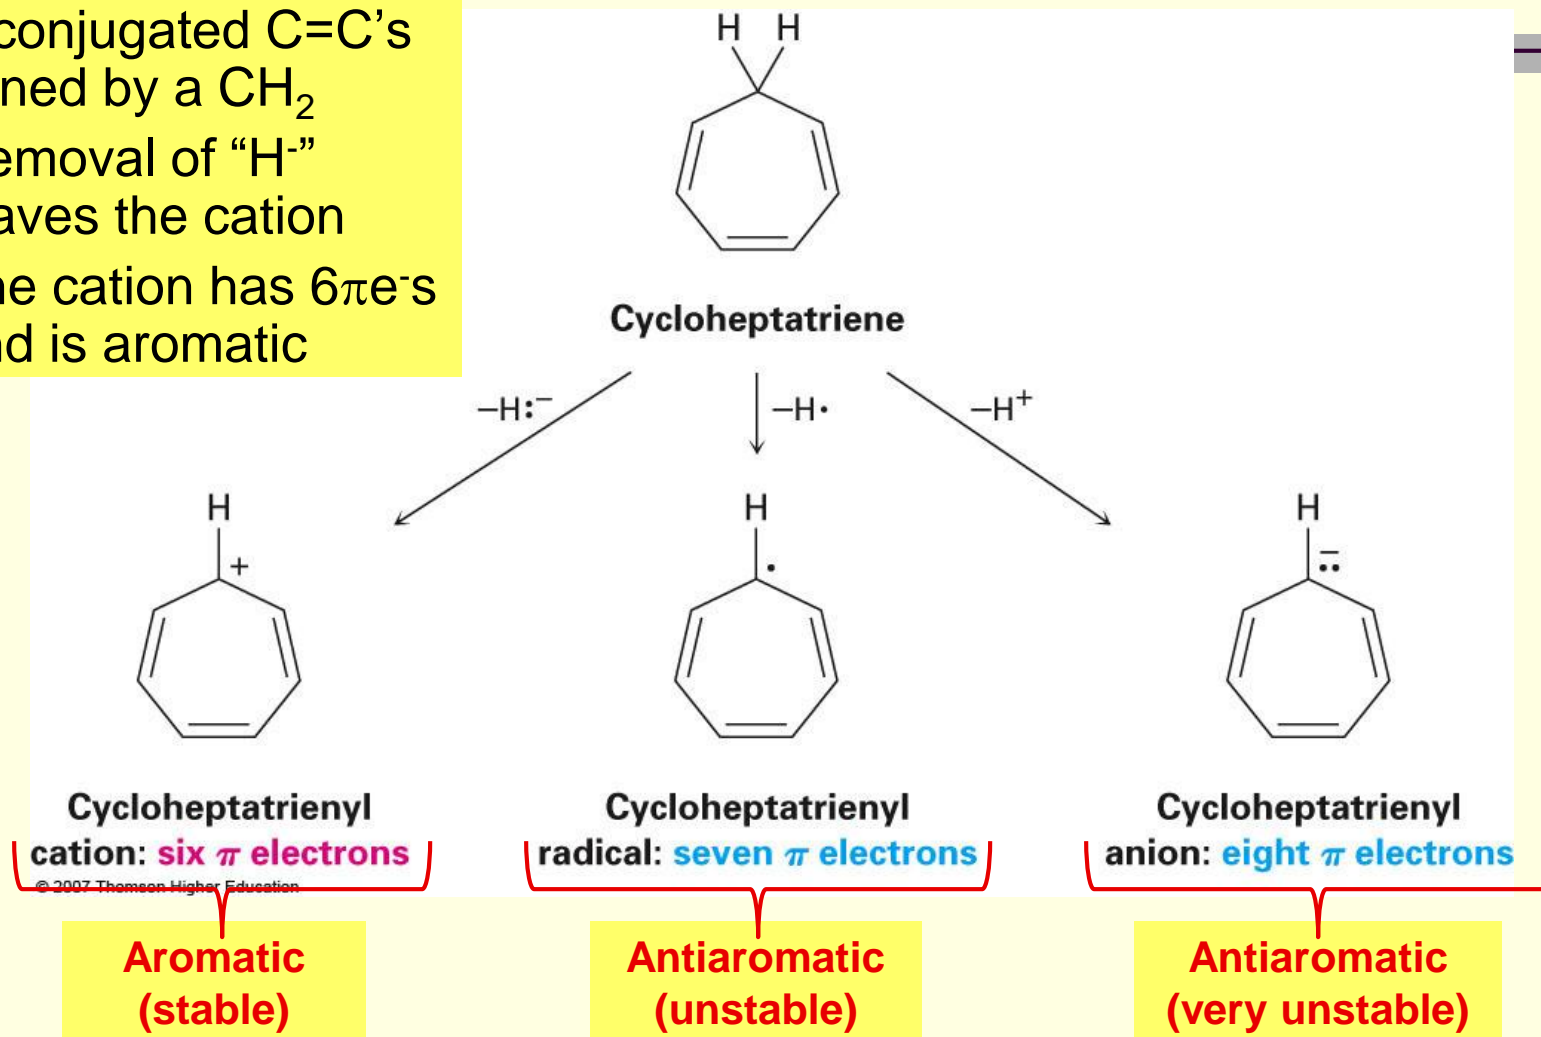 conjugated C=C’s
ned by a CH₂
emoval of “H⁻”
aves the cation
ne cation has 6πe⁻s
nd is aromatic
H H
Cycloheptatriene
–H:⁻ –H· –H⁺
H H H
+ · ⁻..
Cycloheptatrienyl Cycloheptatrienyl Cycloheptatrienyl
cation: six π electrons radical: seven π electrons anion: eight π electrons
© 2007 Thomson Higher Education
Aromatic Antiaromatic Antiaromatic
(stable) (unstable) (very unstable)